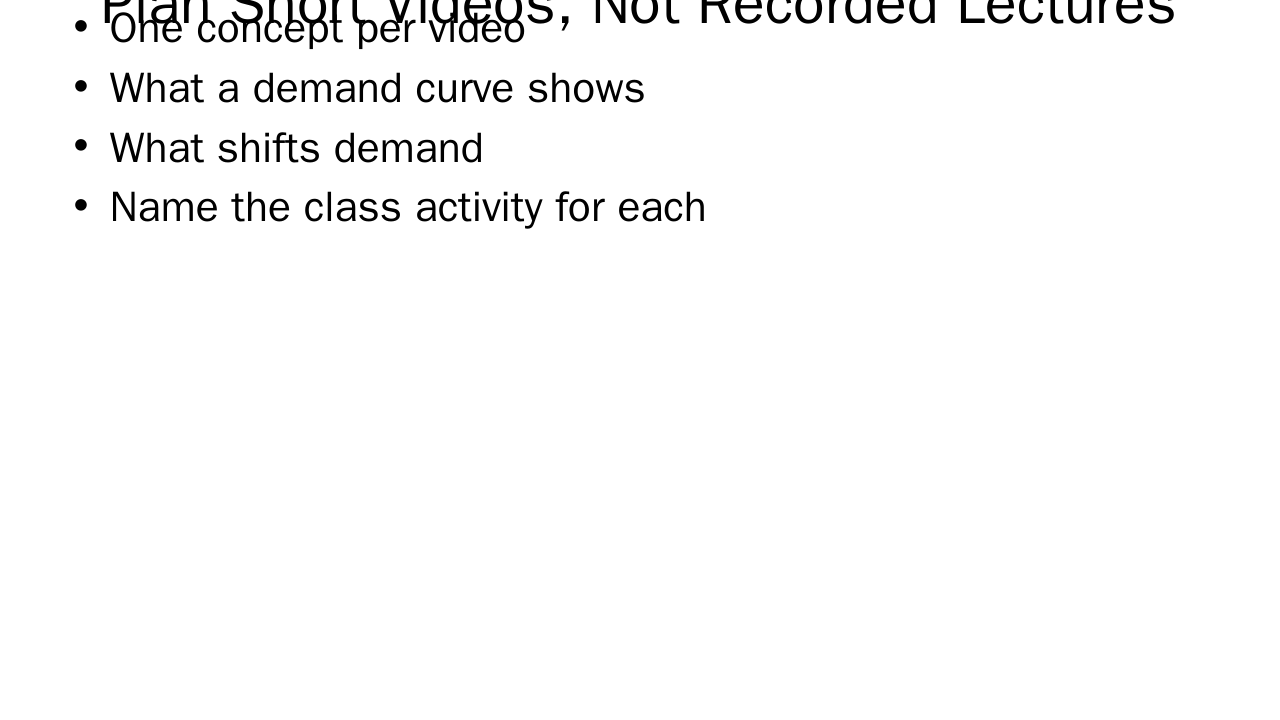 Plan Short Videos, Not Recorded Lectures
• One concept per video
• What a demand curve shows
• What shifts demand
• Name the class activity for each